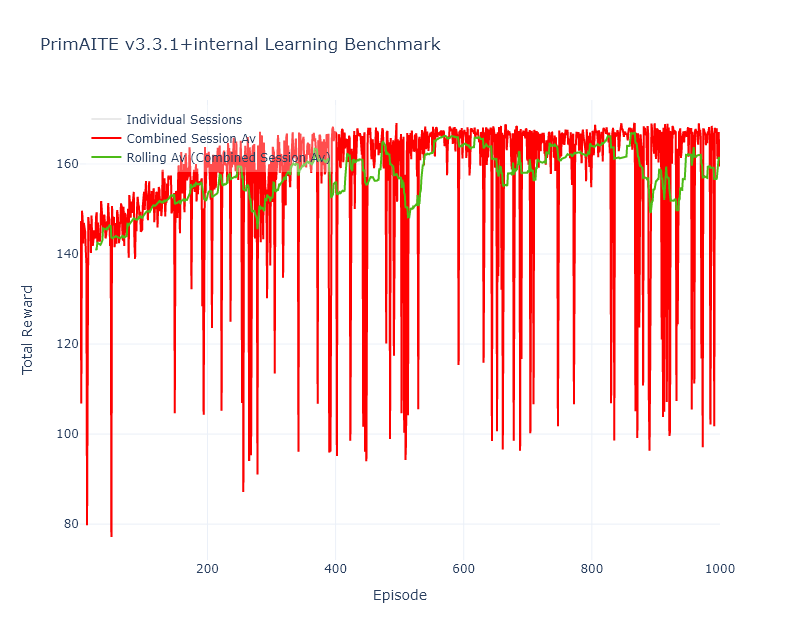 PrimAITE v3.3.1+internal Learning Benchmark
Individual Sessions
Combined Session Av
Rolling Av (Combined Session Av)
Total Reward
160
140
120
100
80
200
400
600
800
1000
Episode